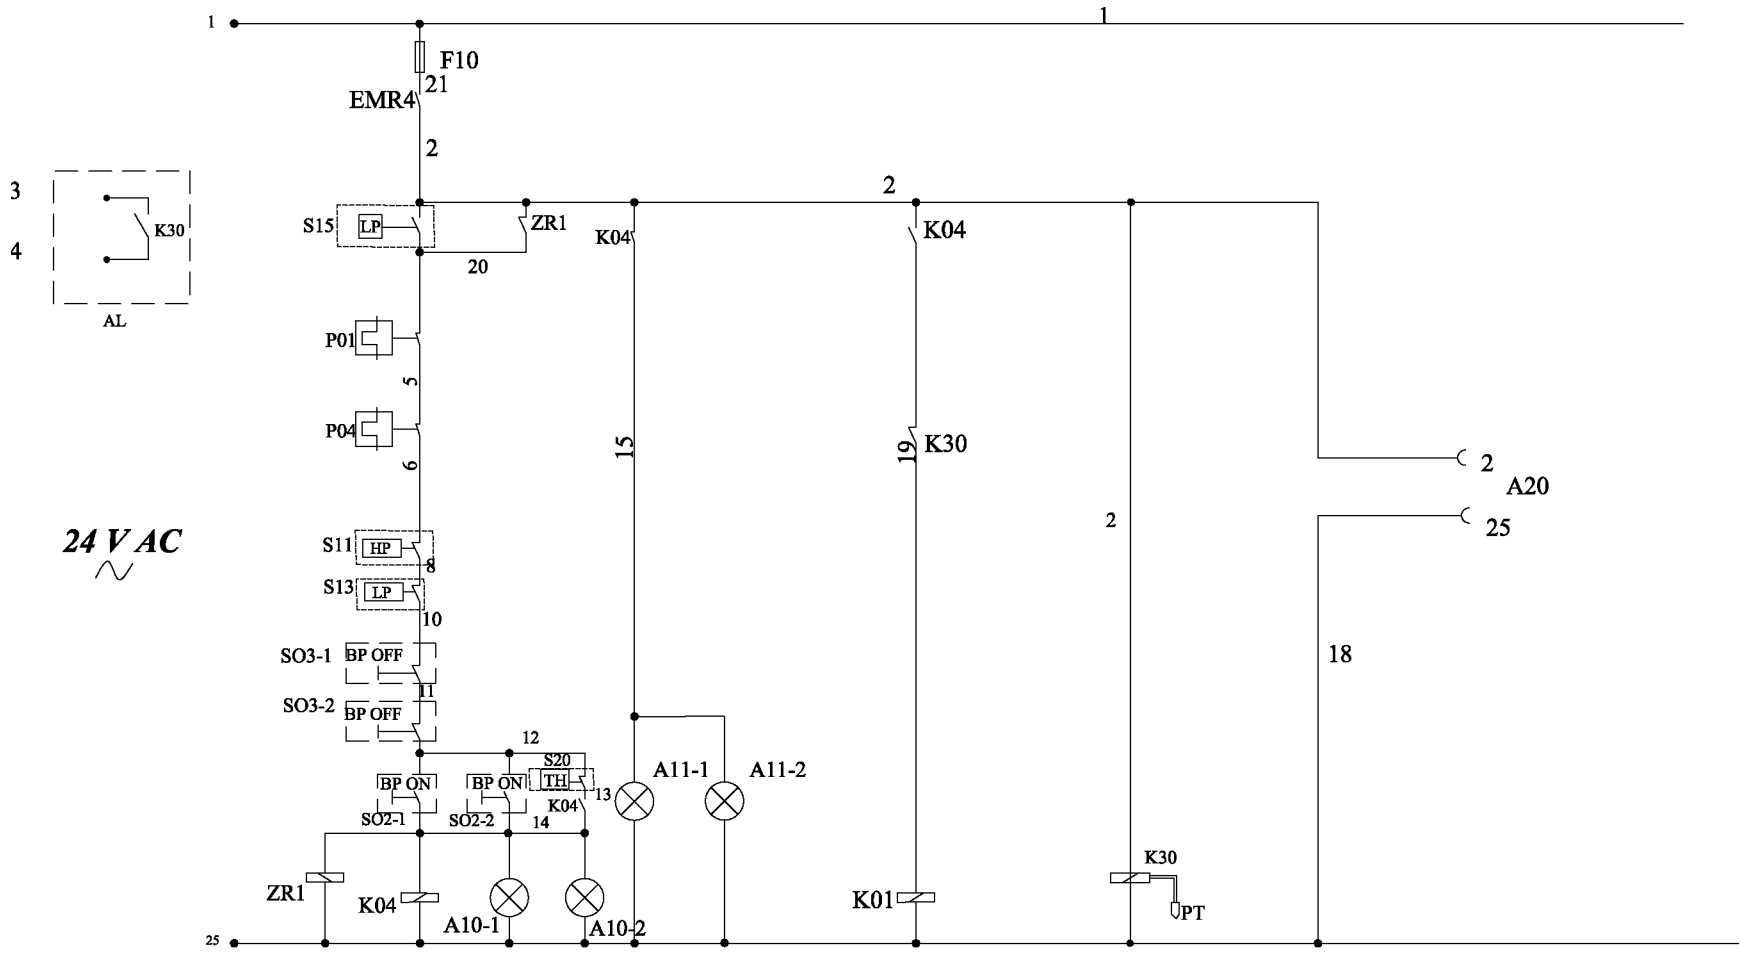 1
1
F10
21
EMR4
2
3
2
S15
LP
ZR1
K04
K04
K30
4
20
AL
P01
5
P04
15
19
K30
6
2
A20
2
25
24 V AC
S11
HP
8
S13
LP
10
SO3-1
BP OFF
18
11
SO3-2
BP OFF
12
S20
BP ON
BP ON
TH
A11-1
A11-2
13
K04
SO2-1
SO2-2
14
K30
ZR1
K04
K01
PT
A10-1
A10-2
25